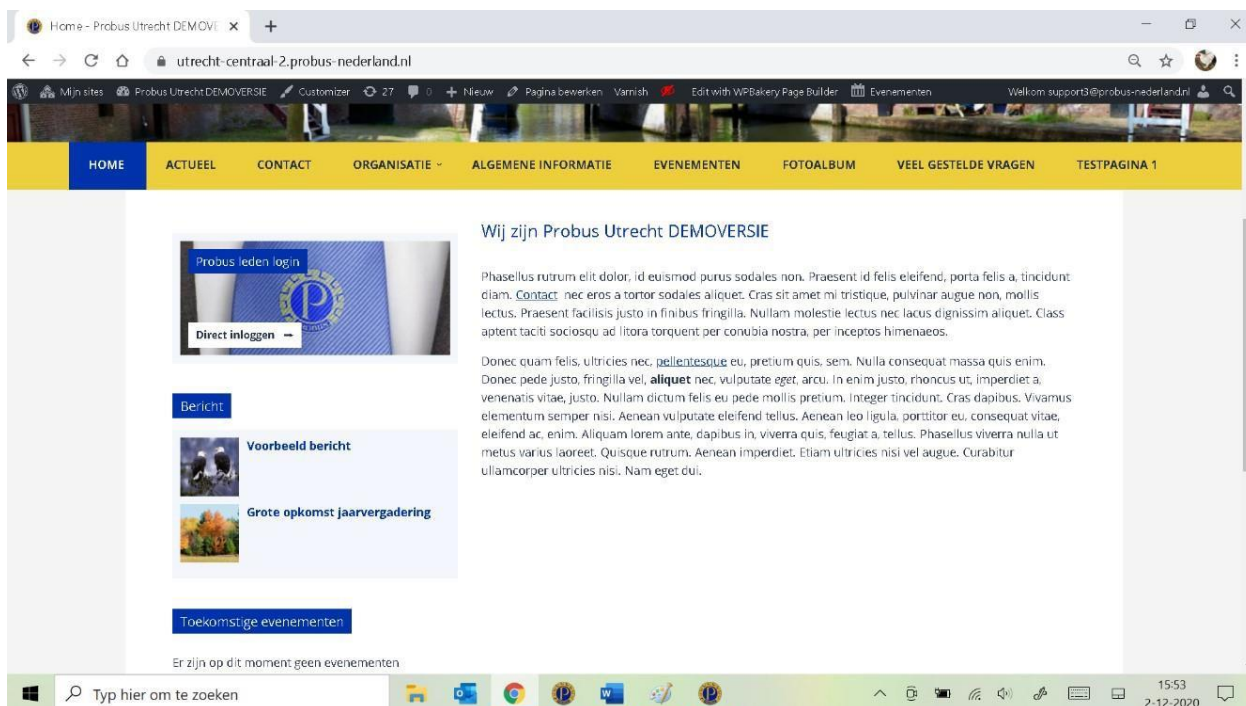 Home - Probus Utrecht DEMOVE
utrecht-centraal-2.probus-nederland.nl
Mijn sites Probus Utrecht DEMOVERSIE Customizer 27 0 Nieuw Pagina bewerken Varnish Edit with WPBakery Page Builder Evenementen Welkom support3@probus-nederland.nl
HOME ACTUEEL CONTACT ORGANISATIE ALGEMENE INFORMATIE EVENEMENTEN FOTOALBUM VEEL GESTELDE VRAGEN TESTPAGINA 1
Probus leden login
Direct inloggen
Bericht
Voorbeeld bericht
Grote opkomst jaarvergadering
Toekomstige evenementen
Er zijn op dit moment geen evenementen
Wij zijn Probus Utrecht DEMOVERSIE
Phasellus rutrum elit dolor, id euismod purus sodales non. Praesent id felis eleifend, porta felis a, tincidunt
diam. Contact nec eros a tortor sodales aliquet. Cras sit amet mi tristique, pulvinar augue non, mollis
lectus. Praesent facilisis justo in finibus fringilla. Nullam molestie lectus nec lacus dignissim aliquet. Class
aptent taciti sociosqu ad litora torquent per conubia nostra, per inceptos himenaeos.
Donec quam felis, ultricies nec, pellentesque eu, pretium quis, sem. Nulla consequat massa quis enim.
Donec pede justo, fringilla vel, aliquet nec, vulputate eget, arcu. In enim justo, rhoncus ut, imperdiet a,
venenatis vitae, justo. Nullam dictum felis eu pede mollis pretium. Integer tincidunt. Cras dapibus. Vivamus
elementum semper nisi. Aenean vulputate eleifend tellus. Aenean leo ligula, porttitor eu, consequat vitae,
eleifend ac, enim. Aliquam lorem ante, dapibus in, viverra quis, feugiat a, tellus. Phasellus viverra nulla ut
metus varius laoreet. Quisque rutrum. Aenean imperdiet. Etiam ultricies nisi vel augue. Curabitur
ullamcorper ultricies nisi. Nam eget dui.
Typ hier om te zoeken
15:53
2-12-2020